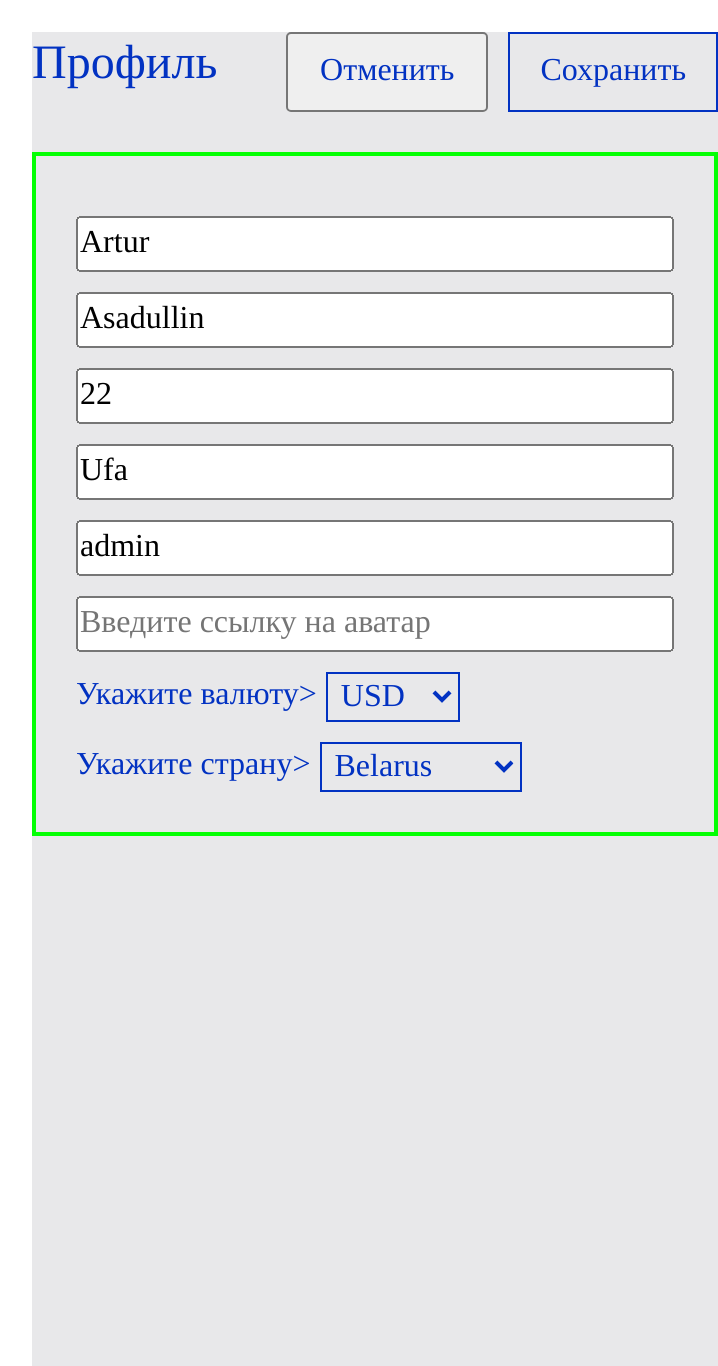 Профиль Отменить Сохранить
Artur
Asadullin
22
Ufa
admin
Введите ссылку на аватар
Укажите валюту> USD
Укажите страну> Belarus